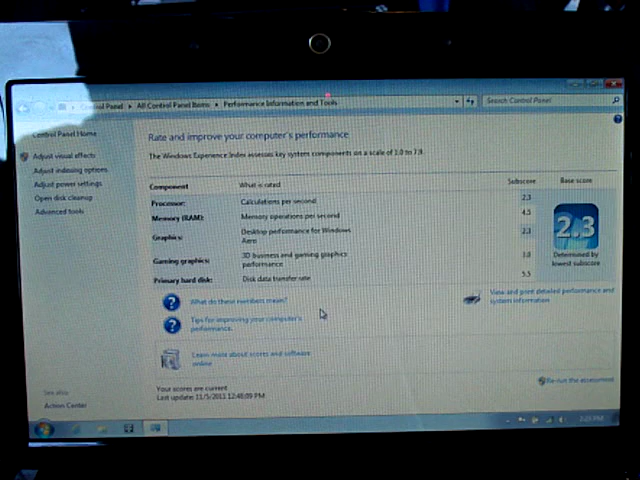 Control Panel ▸ All Control Panel Items ▸ Performance Information and Tools
Search Control Panel
Control Panel Home
Adjust visual effects
Adjust indexing options
Adjust power settings
Open disk cleanup
Advanced tools
Rate and improve your computer's performance
The Windows Experience Index assesses key system components on a scale of 1.0 to 7.9.
Component What is rated Subscore Base score
Processor: Calculations per second 2.3
Memory (RAM): Memory operations per second 4.5
Graphics: Desktop performance for Windows Aero 2.3
Gaming graphics: 3D business and gaming graphics performance 3.0
Primary hard disk: Disk data transfer rate 5.5
2.3
Determined by
lowest subscore
What do these numbers mean?
Tips for improving your computer's
performance.
View and print detailed performance and
system information
Learn more about scores and software
online
Your scores are current
Last update: 11/5/2011 12:48:09 PM
Re-run the assessment
See also
Action Center